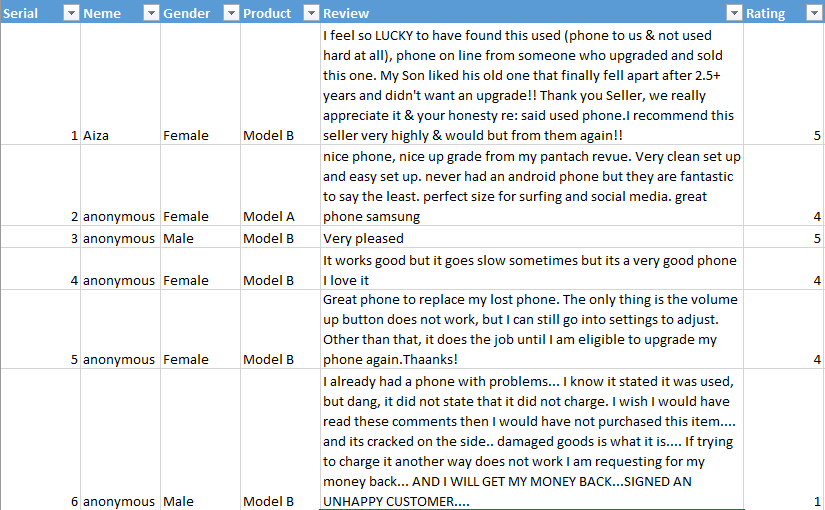 Serial Neme Gender Product Review Rating
I feel so LUCKY to have found this used (phone to us & not used
hard at all), phone on line from someone who upgraded and sold
this one. My Son liked his old one that finally fell apart after 2.5+
years and didn't want an upgrade!! Thank you Seller, we really
appreciate it & your honesty re: said used phone.I recommend this
1 Aiza Female Model B seller very highly & would but from them again!! 5
nice phone, nice up grade from my pantach revue. Very clean set up
and easy set up. never had an android phone but they are fantastic
to say the least. perfect size for surfing and social media. great
2 anonymous Female Model A phone samsung 4
3 anonymous Male Model B Very pleased 5
It works good but it goes slow sometimes but its a very good phone
4 anonymous Female Model B I love it 4
Great phone to replace my lost phone. The only thing is the volume
up button does not work, but I can still go into settings to adjust.
Other than that, it does the job until I am eligible to upgrade my
5 anonymous Female Model B phone again.Thaanks! 4
I already had a phone with problems... I know it stated it was used,
but dang, it did not state that it did not charge. I wish I would have
read these comments then I would have not purchased this item....
and its cracked on the side.. damaged goods is what it is.... If trying
to charge it another way does not work I am requesting for my
money back... AND I WILL GET MY MONEY BACK...SIGNED AN
6 anonymous Male Model B UNHAPPY CUSTOMER.... 1